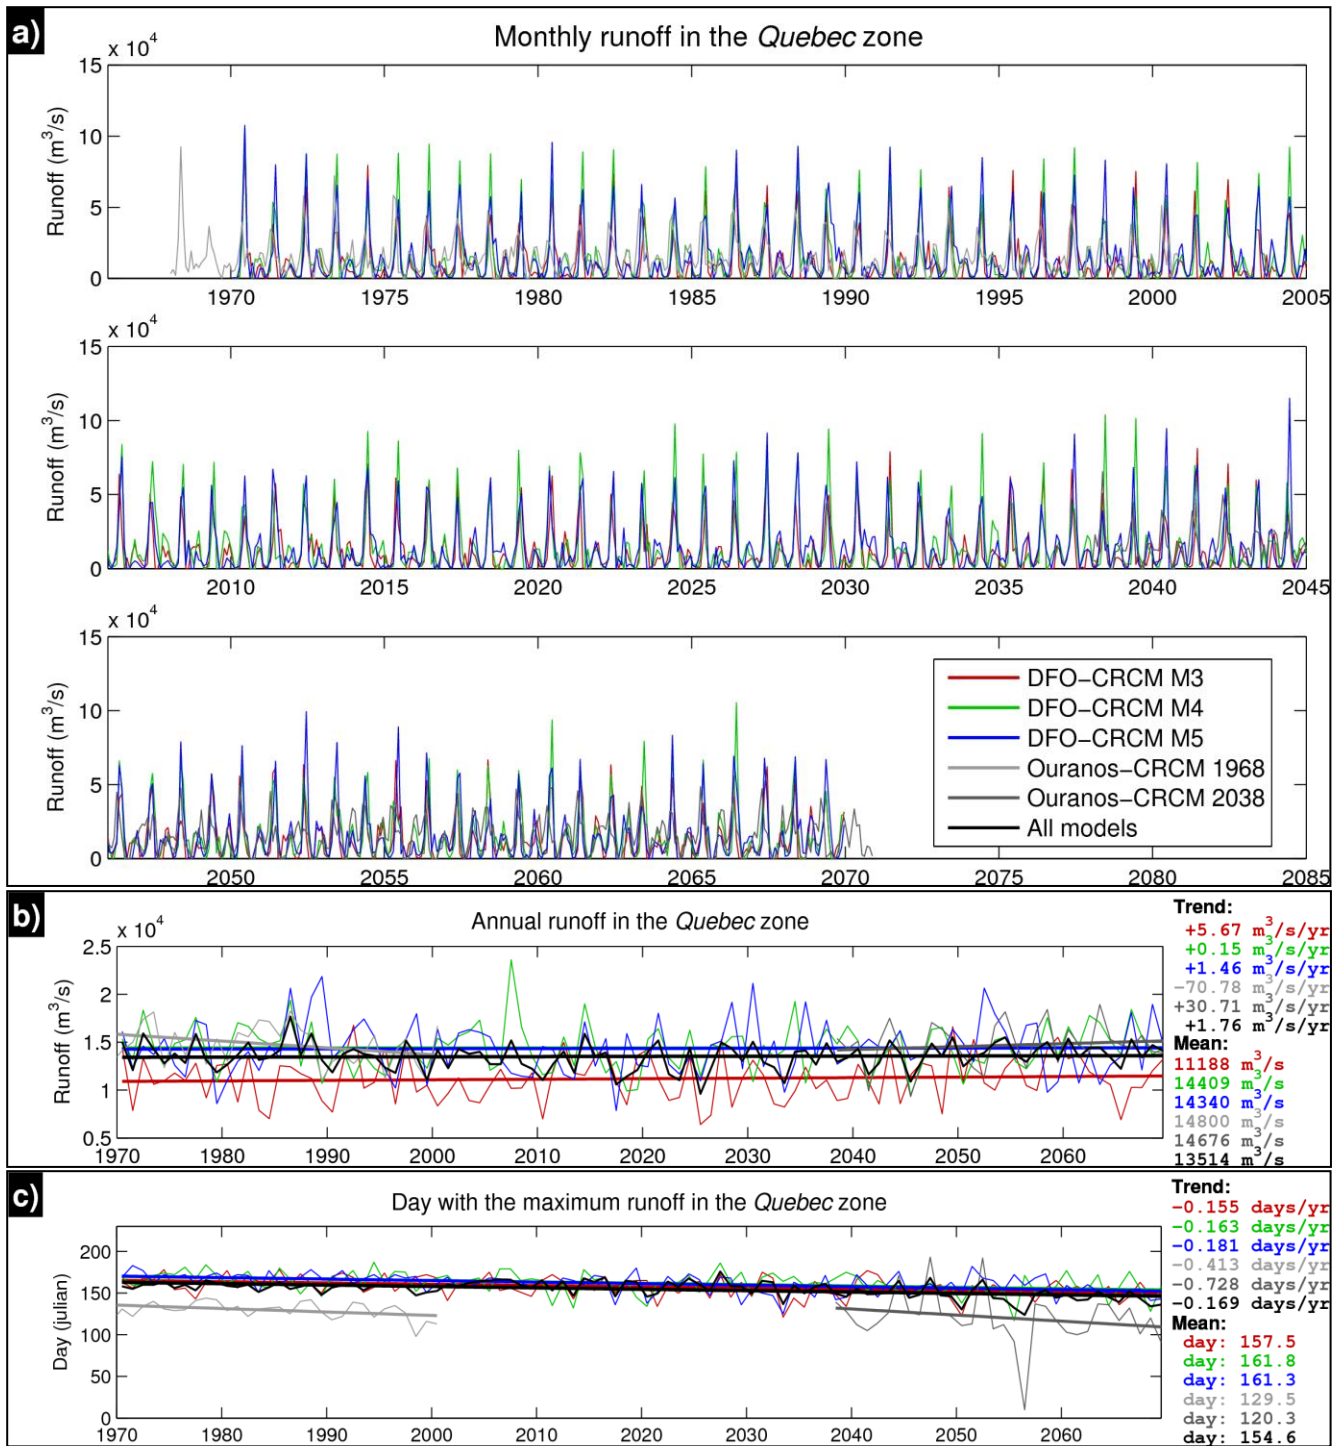 a)
Monthly runoff in the Quebec zone
x 10^4
15
10
5
0
Runoff (m^3/s)
1970 1975 1980 1985 1990 1995 2000 2005
x 10^4
15
10
5
0
Runoff (m^3/s)
2010 2015 2020 2025 2030 2035 2040 2045
x 10^4
15
10
5
0
Runoff (m^3/s)
DFO-CRCM M3
DFO-CRCM M4
DFO-CRCM M5
Ouranos-CRCM 1968
Ouranos-CRCM 2038
All models
2050 2055 2060 2065 2070 2075 2080 2085
b)
Annual runoff in the Quebec zone
x 10^4
2.5
2
1.5
1
0.5
Runoff (m^3/s)
1970 1980 1990 2000 2010 2020 2030 2040 2050 2060
Trend:
+5.67 m^3/s/yr
+0.15 m^3/s/yr
+1.46 m^3/s/yr
-70.78 m^3/s/yr
+30.71 m^3/s/yr
+1.76 m^3/s/yr
Mean:
11188 m^3/s
14409 m^3/s
14340 m^3/s
14800 m^3/s
14676 m^3/s
13514 m^3/s
c)
Day with the maximum runoff in the Quebec zone
200
150
100
50
0
Day (julian)
1970 1980 1990 2000 2010 2020 2030 2040 2050 2060
Trend:
-0.155 days/yr
-0.163 days/yr
-0.181 days/yr
-0.413 days/yr
-0.728 days/yr
-0.169 days/yr
Mean:
day: 157.5
day: 161.8
day: 161.3
day: 129.5
day: 120.3
day: 154.6